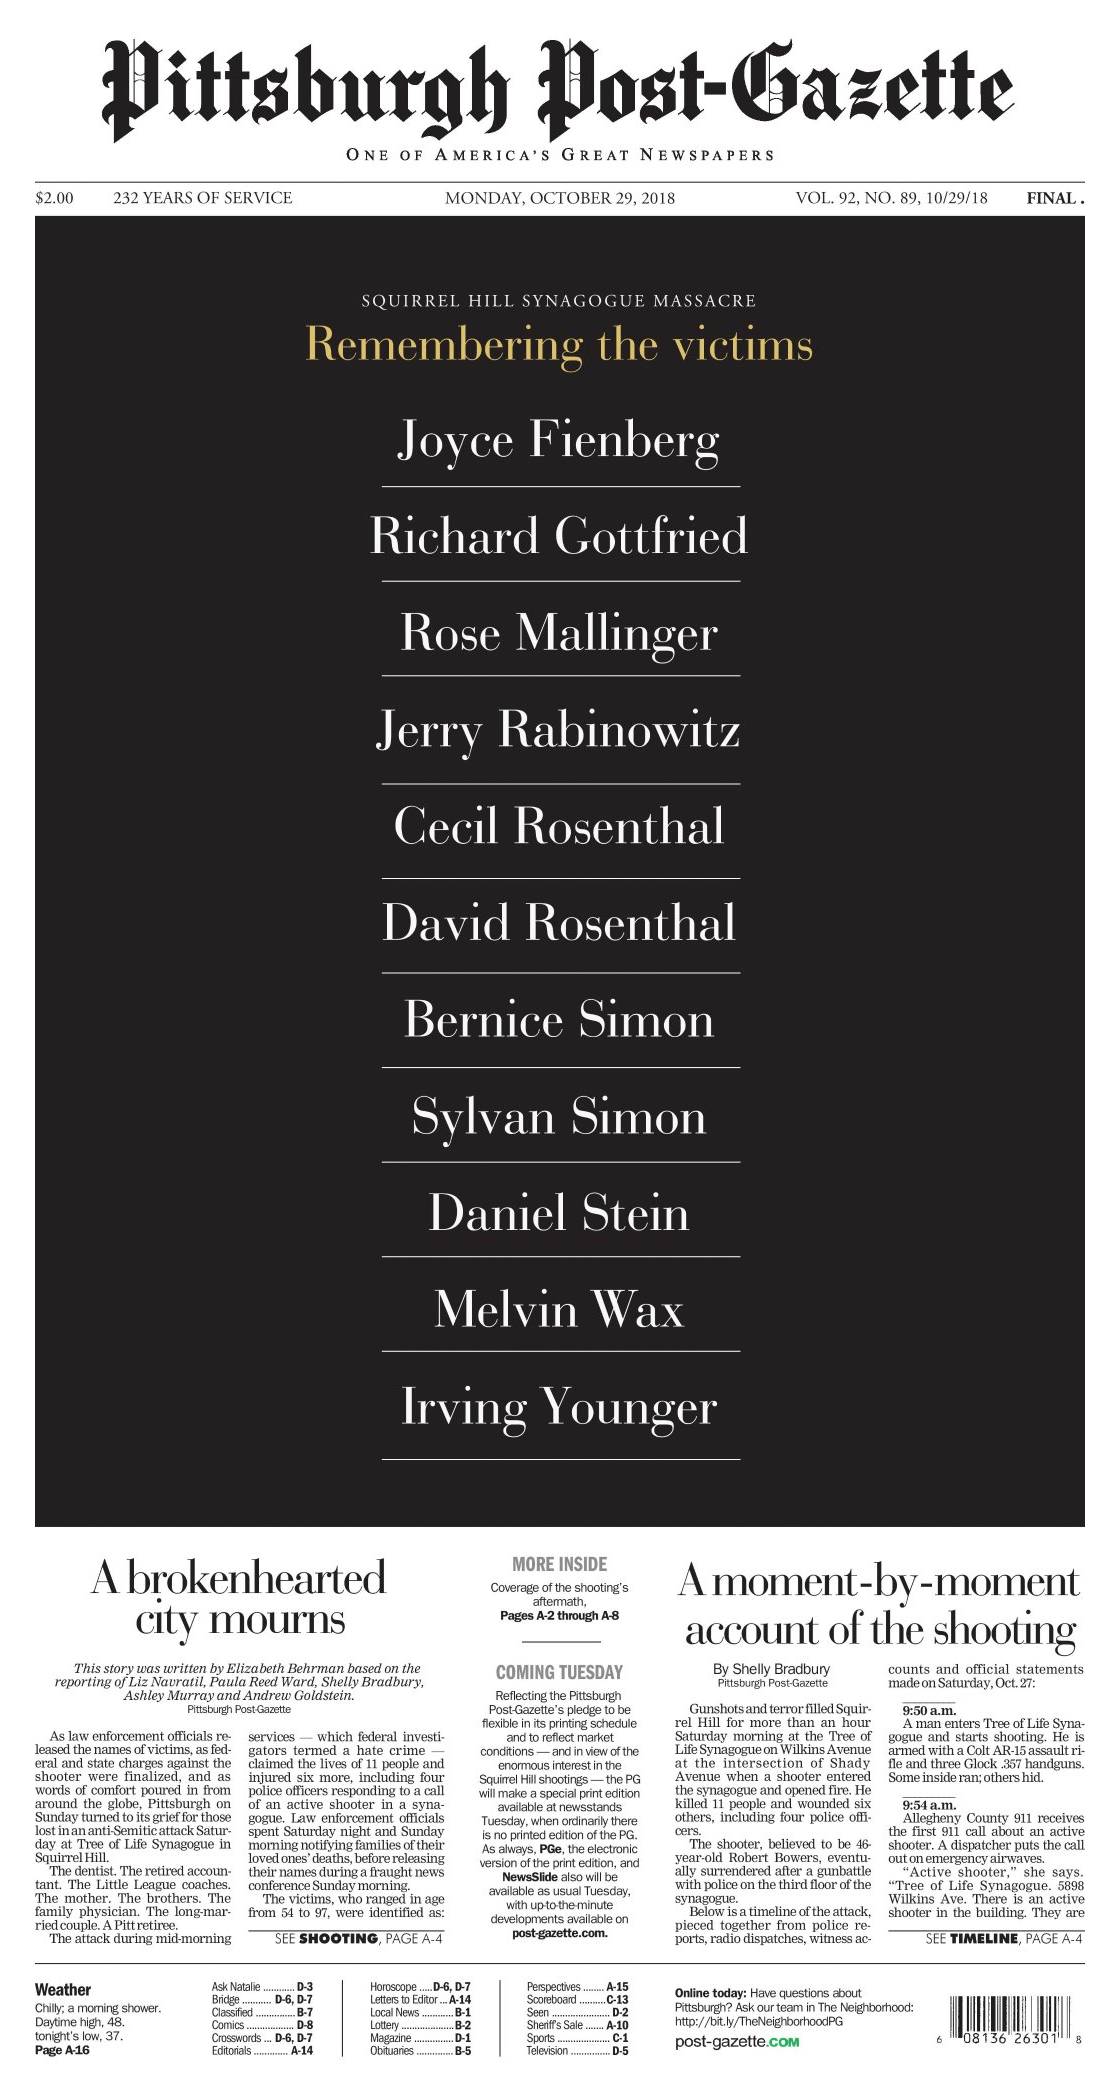 Pittsburgh Post-Gazette
ONE OF AMERICA'S GREAT NEWSPAPERS
$2.00 232 YEARS OF SERVICE MONDAY, OCTOBER 29, 2018 VOL. 92, NO. 89, 10/29/18 FINAL .
SQUIRREL HILL SYNAGOGUE MASSACRE
Remembering the victims
Joyce Fienberg
Richard Gottfried
Rose Mallinger
Jerry Rabinowitz
Cecil Rosenthal
David Rosenthal
Bernice Simon
Sylvan Simon
Daniel Stein
Melvin Wax
Irving Younger
A brokenhearted
city mourns
This story was written by Elizabeth Behrman based on the
reporting of Liz Navratil, Paula Reed Ward, Shelly Bradbury,
Ashley Murray and Andrew Goldstein.
Pittsburgh Post-Gazette
As law enforcement officials re-
leased the names of victims, as fed-
eral and state charges against the
shooter were finalized, and as
words of comfort poured in from
around the globe, Pittsburgh on
Sunday turned to its grief for those
lost in an anti-Semitic attack Satur-
day at Tree of Life Synagogue in
Squirrel Hill.
The dentist. The retired accoun-
tant. The Little League coaches.
The mother. The brothers. The
family physician. The long-mar-
ried couple. A Pitt retiree.
The attack during mid-morning
services — which federal investi-
gators termed a hate crime —
claimed the lives of 11 people and
injured six more, including four
police officers responding to a call
of an active shooter in a syna-
gogue. Law enforcement officials
spent Saturday night and Sunday
morning notifying families of their
loved ones' deaths, before releasing
their names during a fraught news
conference Sunday morning.
The victims, who ranged in age
from 54 to 97, were identified as:
SEE SHOOTING, PAGE A-4
MORE INSIDE
Coverage of the shooting's
aftermath,
Pages A-2 through A-8
COMING TUESDAY
Reflecting the Pittsburgh
Post-Gazette's pledge to be
flexible in its printing schedule
and to reflect market
conditions — and in view of the
enormous interest in the
Squirrel Hill shootings — the PG
will make a special print edition
available at newsstands
Tuesday, when ordinarily there
is no printed edition of the PG.
As always, PGe, the electronic
version of the print edition, and
NewsSlide also will be
available as usual Tuesday,
with up-to-the-minute
developments available on
post-gazette.com.
A moment-by-moment
account of the shooting
By Shelly Bradbury
Pittsburgh Post-Gazette
Gunshots and terror filled Squir-
rel Hill for more than an hour
Saturday morning at the Tree of
Life Synagogue on Wilkins Avenue
at the intersection of Shady
Avenue when a shooter entered
the synagogue and opened fire. He
killed 11 people and wounded six
others, including four police offi-
cers.
The shooter, believed to be 46-
year-old Robert Bowers, eventu-
ally surrendered after a gunbattle
with police on the third floor of the
synagogue.
Below is a timeline of the attack,
pieced together from police re-
ports, radio dispatches, witness ac-
counts and official statements
made on Saturday, Oct. 27:
9:50 a.m.
A man enters Tree of Life Syna-
gogue and starts shooting. He is
armed with a Colt AR-15 assault ri-
fle and three Glock .357 handguns.
Some inside ran; others hid.
9:54 a.m.
Allegheny County 911 receives
the first 911 call about an active
shooter. A dispatcher puts the call
out on emergency airwaves.
"Active shooter," she says.
"Tree of Life Synagogue. 5898
Wilkins Ave. There is an active
shooter in the building. They are
SEE TIMELINE, PAGE A-4
Weather
Chilly; a morning shower.
Daytime high, 48.
tonight's low, 37.
Page A-16
Ask Natalie ........... D-3
Bridge .......... D-6, D-7
Classified .............. B-7
Comics ................. D-8
Crosswords ... D-6, D-7
Editorials ............ A-14
Horoscope .....D-6, D-7
Letters to Editor ... A-14
Local News ........... B-1
Lottery .................. B-2
Magazine .............. D-1
Obituaries ............. B-5
Perspectives ........ A-15
Scoreboard ......... C-13
Seen ..................... D-2
Sheriff's Sale ....... A-10
Sports ................... C-1
Television .............. D-5
Online today: Have questions about
Pittsburgh? Ask our team in The Neighborhood:
http://bit.ly/TheNeighborhoodPG
post-gazette.COM
6 08136 26301 8